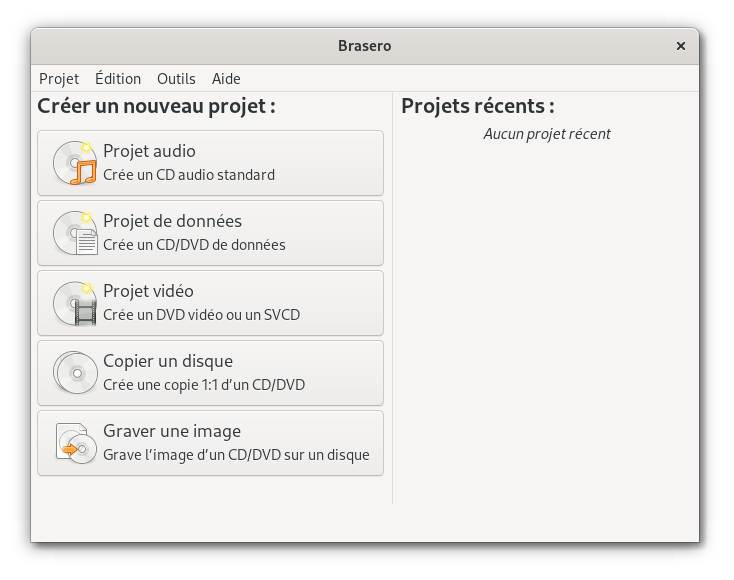 Brasero
Projet Édition Outils Aide
Créer un nouveau projet :
Projet audio
Crée un CD audio standard
Projet de données
Crée un CD/DVD de données
Projet vidéo
Crée un DVD vidéo ou un SVCD
Copier un disque
Crée une copie 1:1 d'un CD/DVD
Graver une image
Grave l'image d'un CD/DVD sur un disque
Projets récents :
Aucun projet récent